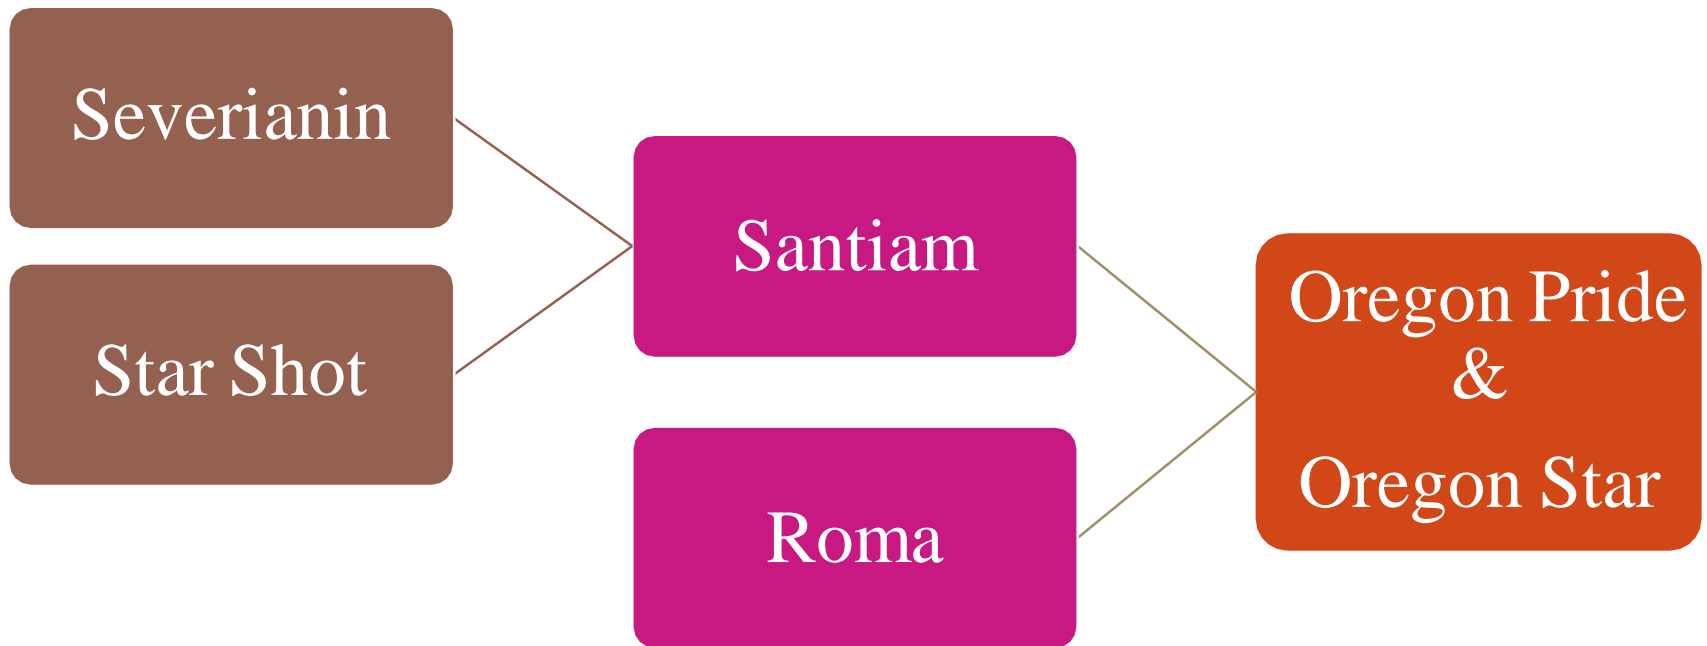 Severianin
Star Shot
Santiam
Roma
Oregon Pride
&
Oregon Star